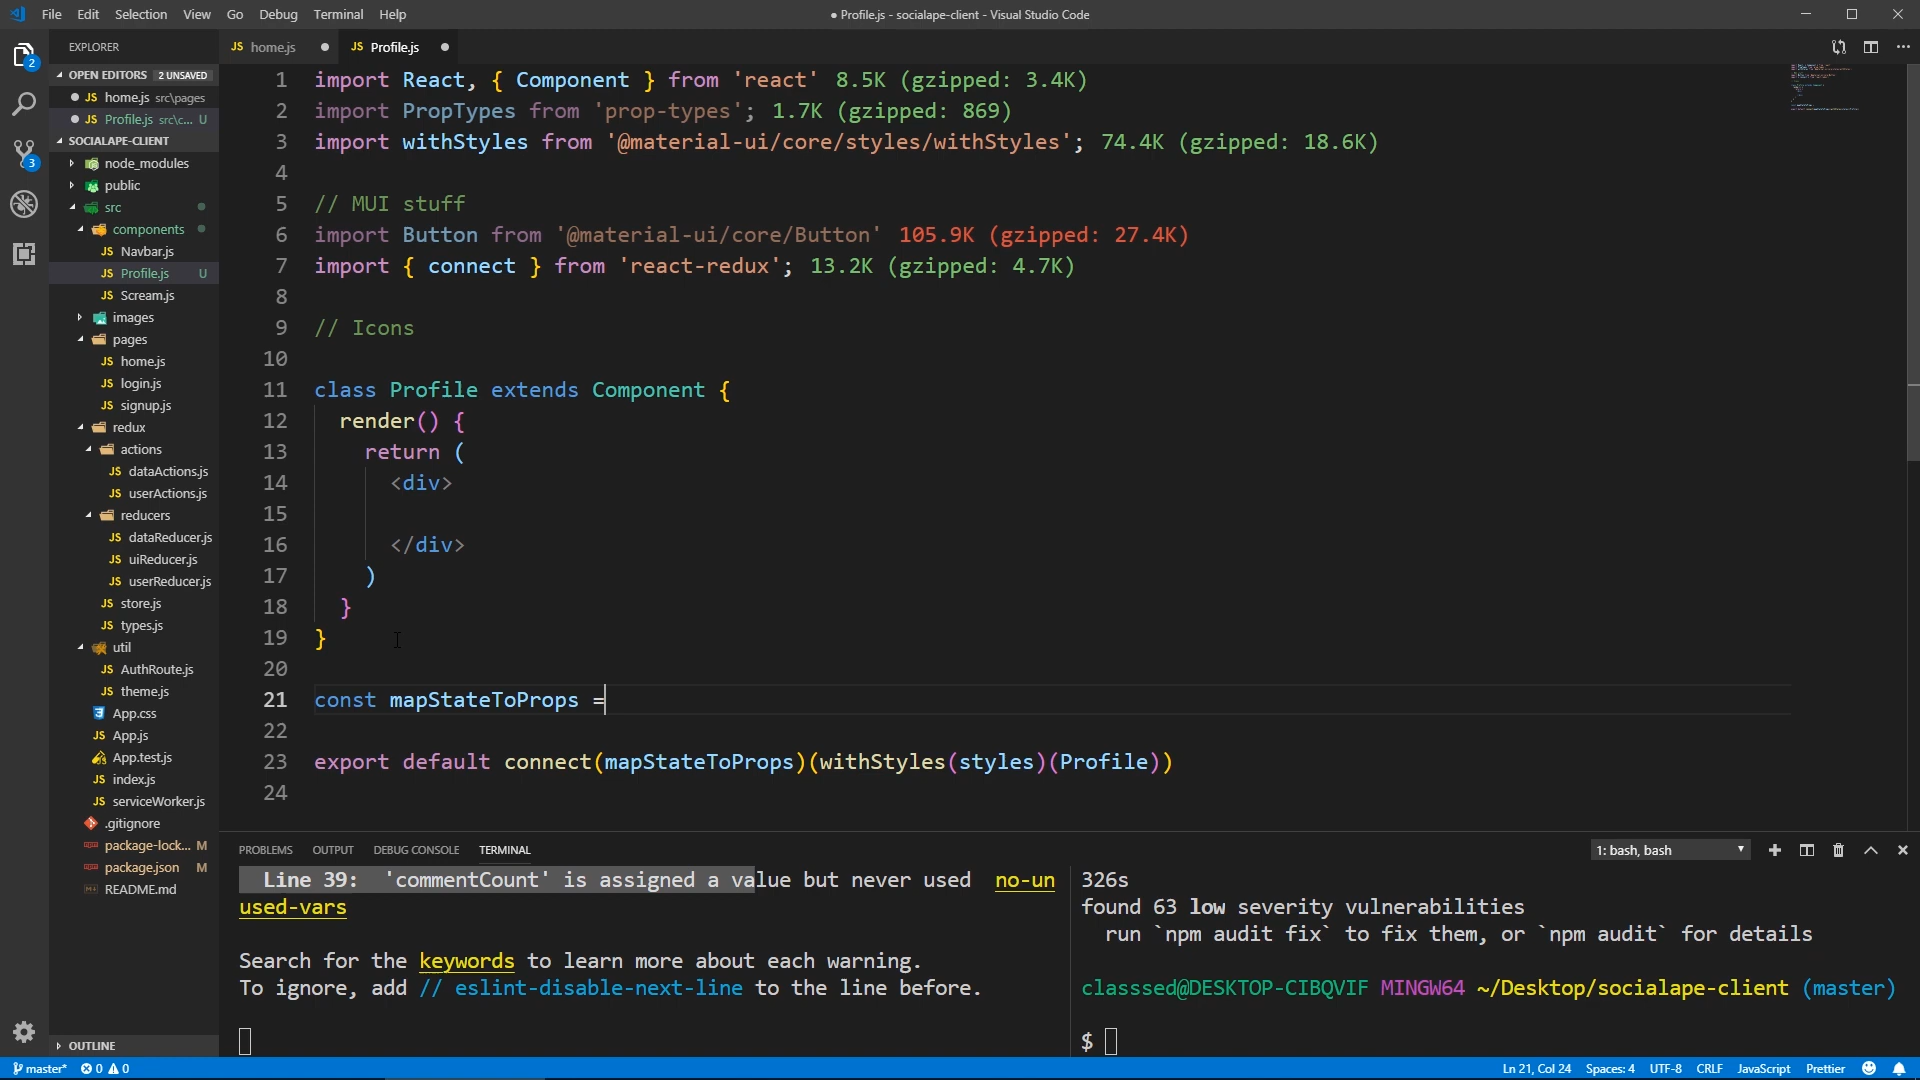 File Edit Selection View Go Debug Terminal Help
● Profile.js - socialape-client - Visual Studio Code
EXPLORER
JS home.js ●
JS Profile.js ●
OPEN EDITORS 2 UNSAVED
● JS home.js src\pages
● JS Profile.js src\c... U
SOCIALAPE-CLIENT
node_modules
public
src
components
JS Navbar.js
JS Profile.js U
JS Scream.js
images
pages
JS home.js
JS login.js
JS signup.js
redux
actions
JS dataActions.js
JS userActions.js
reducers
JS dataReducer.js
JS uiReducer.js
JS userReducer.js
JS store.js
JS types.js
util
JS AuthRoute.js
JS theme.js
App.css
JS App.js
App.test.js
JS index.js
JS serviceWorker.js
.gitignore
package-lock... M
package.json M
README.md
OUTLINE
2
3
1 import React, { Component } from 'react' 8.5K (gzipped: 3.4K)
2 import PropTypes from 'prop-types'; 1.7K (gzipped: 869)
3 import withStyles from '@material-ui/core/styles/withStyles'; 74.4K (gzipped: 18.6K)
4
5 // MUI stuff
6 import Button from '@material-ui/core/Button' 105.9K (gzipped: 27.4K)
7 import { connect } from 'react-redux'; 13.2K (gzipped: 4.7K)
8
9 // Icons
10
11 class Profile extends Component {
12 render() {
13 return (
14 <div>
15
16 </div>
17 )
18 }
19 }
20
21 const mapStateToProps =
22
23 export default connect(mapStateToProps)(withStyles(styles)(Profile))
24
PROBLEMS OUTPUT DEBUG CONSOLE TERMINAL
1: bash, bash
Line 39: 'commentCount' is assigned a value but never used no-un
used-vars
Search for the keywords to learn more about each warning.
To ignore, add // eslint-disable-next-line to the line before.
326s
found 63 low severity vulnerabilities
run `npm audit fix` to fix them, or `npm audit` for details
classsed@DESKTOP-CIBQVIF MINGW64 ~/Desktop/socialape-client (master)
$
master* 0 0
Ln 21, Col 24 Spaces: 4 UTF-8 CRLF JavaScript Prettier